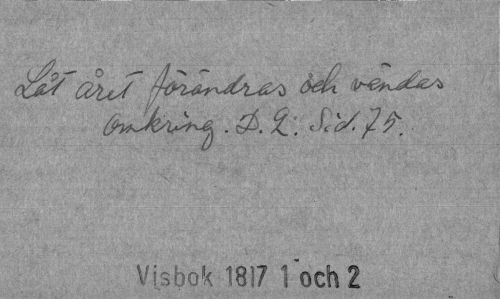 Låt året förändras och vändas
omkring. D. 2: Sid. 75.
Visbok 1817 1 och 2